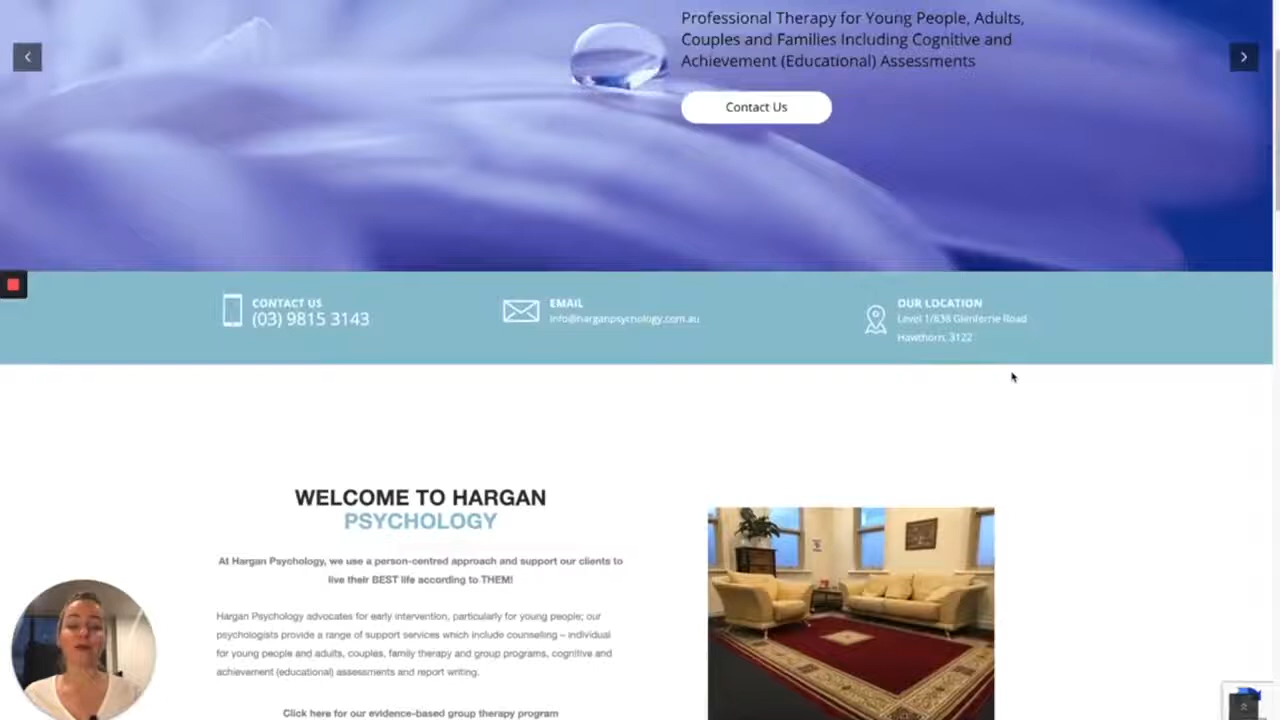 Professional Therapy for Young People, Adults,
Couples and Families Including Cognitive and
Achievement (Educational) Assessments
Contact Us
CONTACT US
(03) 9815 3143
EMAIL
info@harganpsychology.com.au
OUR LOCATION
Level 1/838 Glenferrie Road
Hawthorn, 3122
WELCOME TO HARGAN
PSYCHOLOGY
At Hargan Psychology, we use a person-centred approach and support our clients to
live their BEST life according to THEM!
Hargan Psychology advocates for early intervention, particularly for young people; our
psychologists provide a range of support services which include counselling – individual
for young people and adults, couples, family therapy and group programs, cognitive and
achievement (educational) assessments and report writing.
Click here for our evidence-based group therapy program